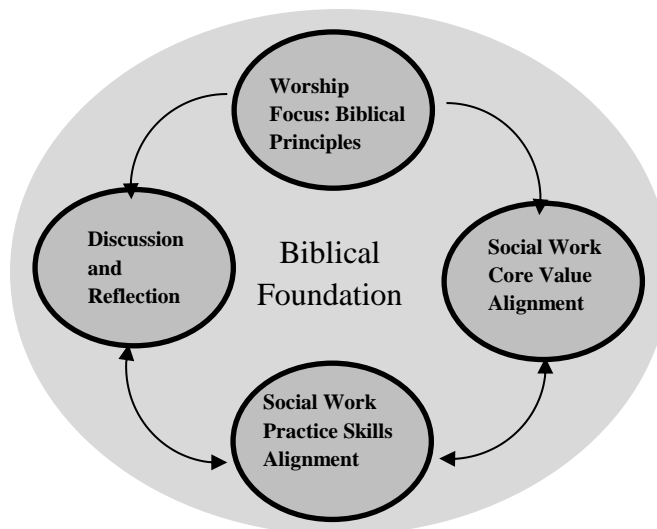 Worship
Focus: Biblical
Principles
Discussion
and
Reflection
Biblical
Foundation
Social Work
Core Value
Alignment
Social Work
Practice Skills
Alignment